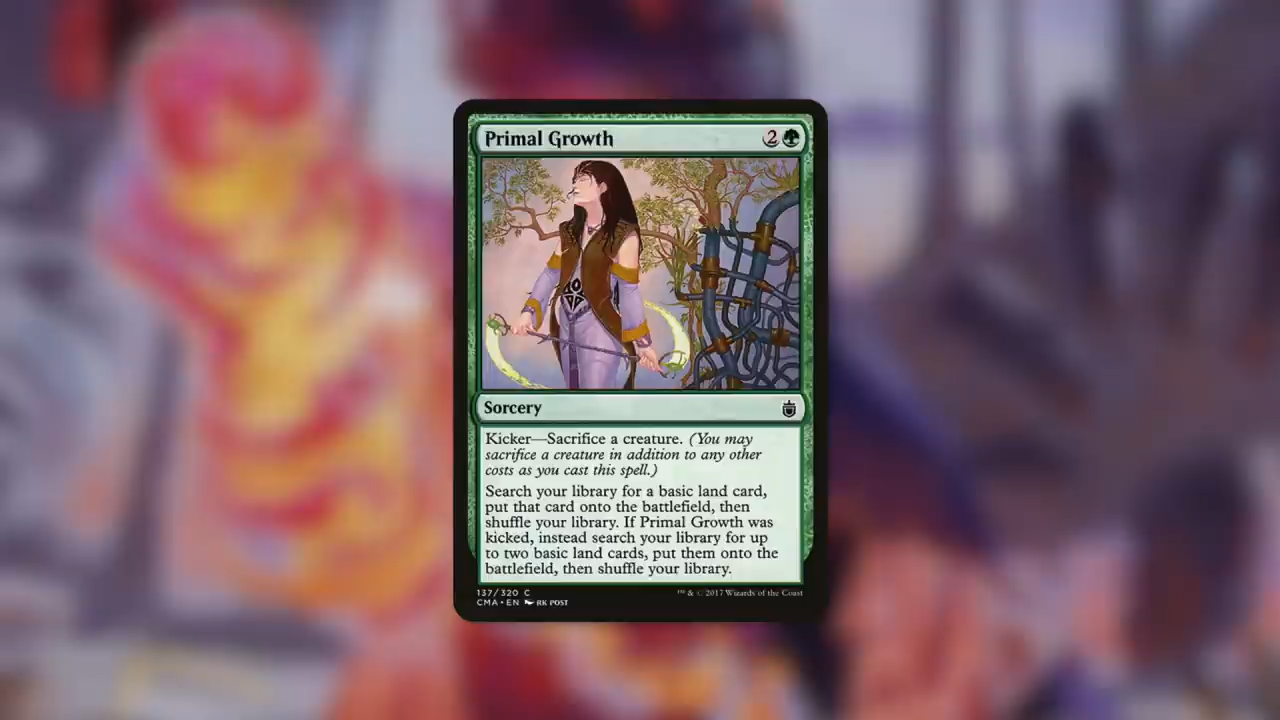 Primal Growth 2
Sorcery
Kicker—Sacrifice a creature. (You may
sacrifice a creature in addition to any other
costs as you cast this spell.)
Search your library for a basic land card,
put that card onto the battlefield, then
shuffle your library. If Primal Growth was
kicked, instead search your library for up
to two basic land cards, put them onto the
battlefield, then shuffle your library.
137/320 C
™ & © 2017 Wizards of the Coast
CMA • EN RK POST